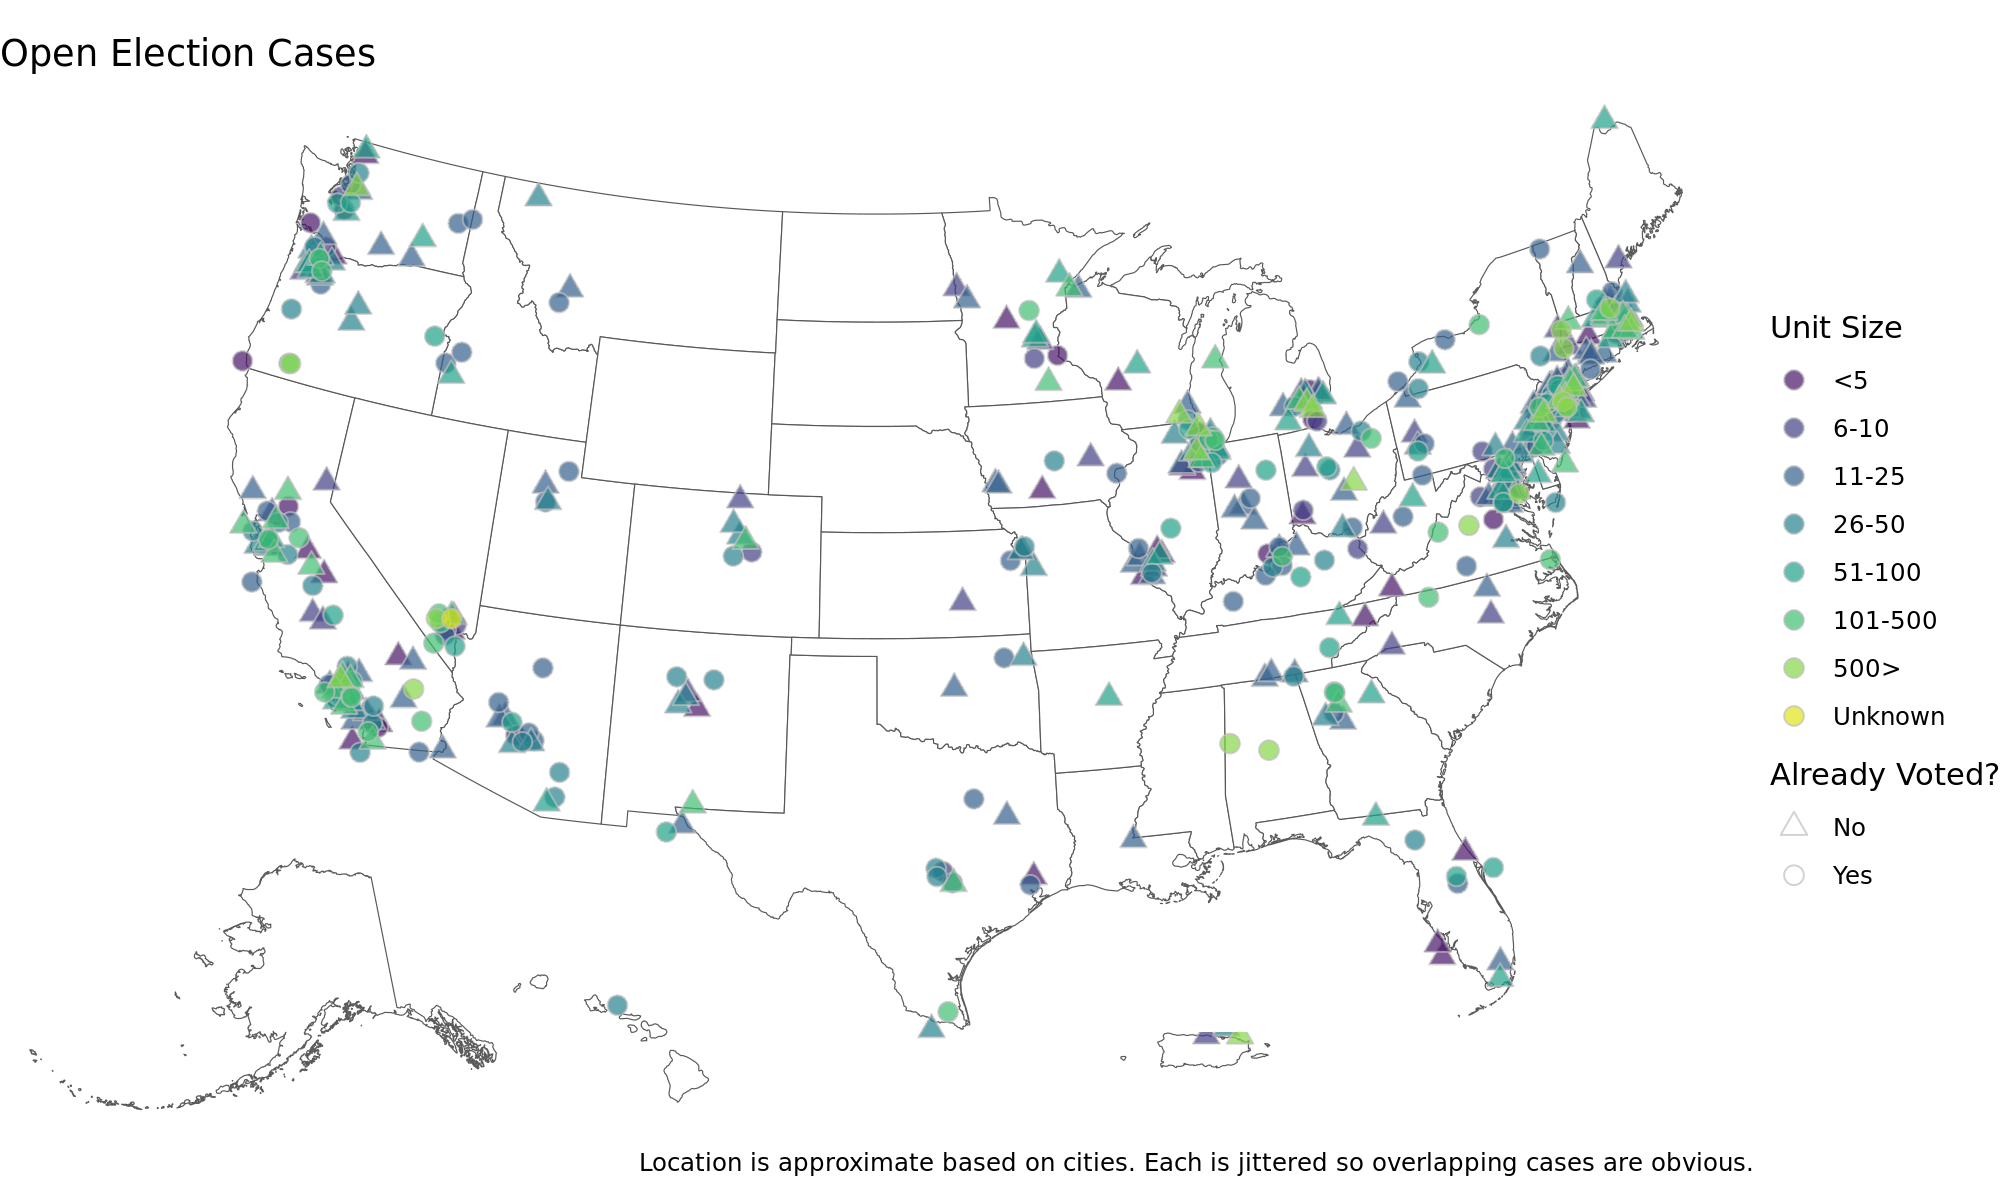 Open Election Cases
Unit Size
<5
6-10
11-25
26-50
51-100
101-500
500>
Unknown
Already Voted?
No
Yes
Location is approximate based on cities. Each is jittered so overlapping cases are obvious.